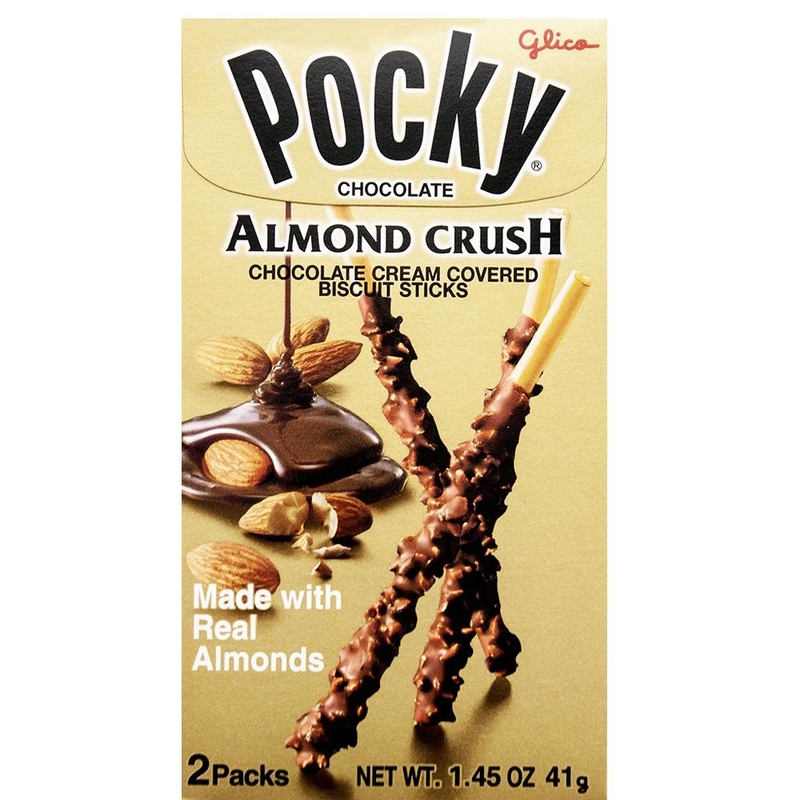 Glico
Pocky®
CHOCOLATE
ALMOND CRUSH
CHOCOLATE CREAM COVERED
BISCUIT STICKS
Made with
Real
Almonds
2Packs NET WT. 1.45 OZ 41g